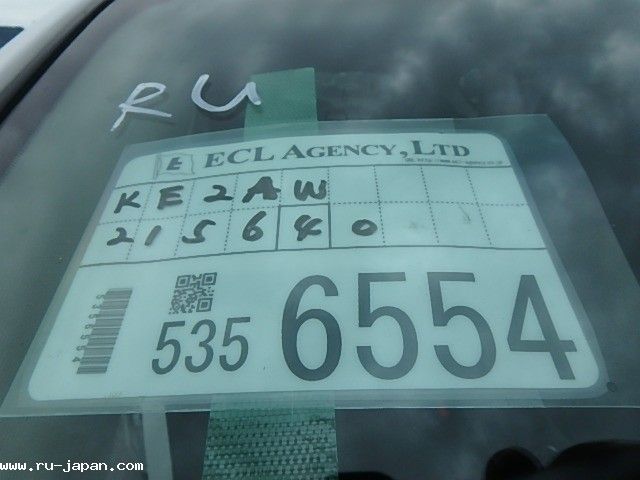 RU
E ECL AGENCY, LTD
KE2AW
215640
535 6554
www.ru-japan.com